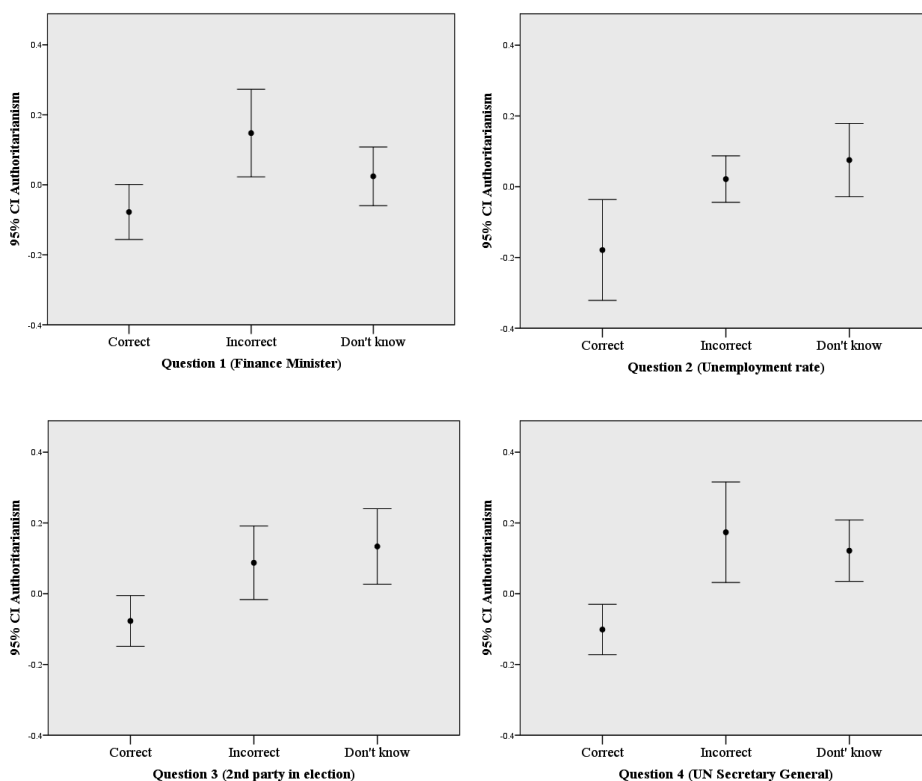 95% CI Authoritarianism
0.4
0.2
0.0
-0.2
-0.4
Correct Incorrect Don't know
Question 1 (Finance Minister)
95% CI Authoritarianism
0.4
0.2
0.0
-0.2
-0.4
Correct Incorrect Don't know
Question 2 (Unemployment rate)
95% CI Authoritarianism
0.4
0.2
0.0
-0.2
-0.4
Correct Incorrect Don't know
Question 3 (2nd party in election)
95% CI Authoritarianism
0.4
0.2
0.0
-0.2
-0.4
Correct Incorrect Dont' know
Question 4 (UN Secretary General)